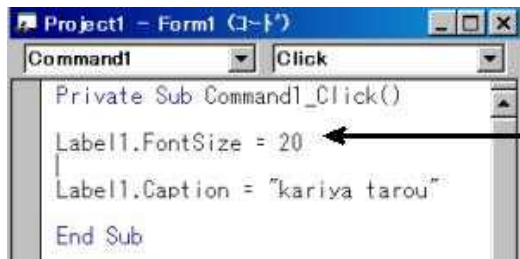 Project1 - Form1 (ｺｰﾄﾞ)
Command1 Click
Private Sub Command1_Click()
Label1.FontSize = 20
Label1.Caption = "kariya tarou"
End Sub